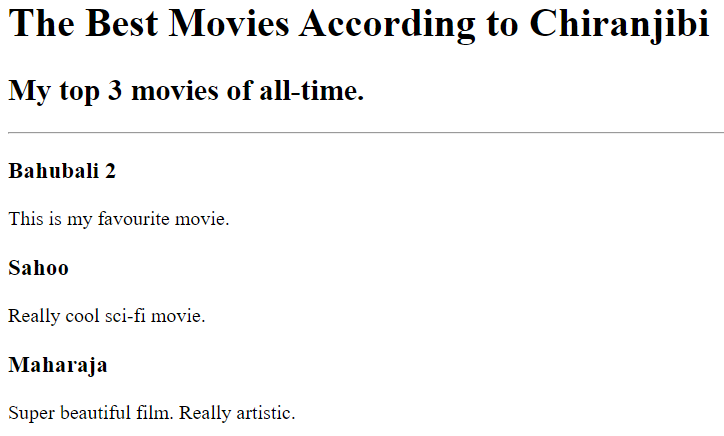 The Best Movies According to Chiranjibi
My top 3 movies of all-time.
Bahubali 2
This is my favourite movie.
Sahoo
Really cool sci-fi movie.
Maharaja
Super beautiful film. Really artistic.